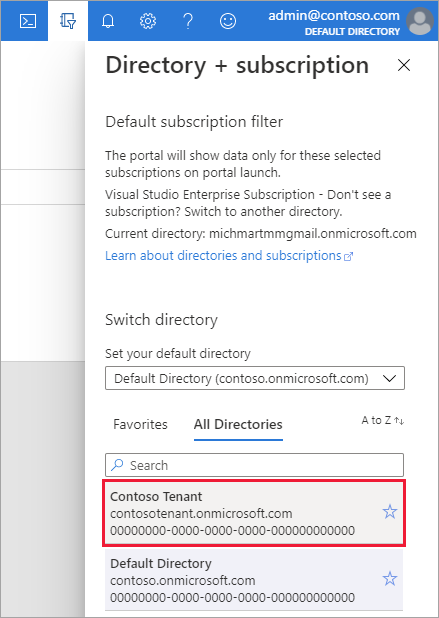 admin@contoso.com
DEFAULT DIRECTORY
Directory + subscription
Default subscription filter
The portal will show data only for these selected
subscriptions on portal launch.
Visual Studio Enterprise Subscription - Don't see a
subscription? Switch to another directory.
Current directory: michmartmmgmail.onmicrosoft.com
Learn about directories and subscriptions
Switch directory
Set your default directory
Default Directory (contoso.onmicrosoft.com)
Favorites All Directories A to Z
Search
Contoso Tenant
contosotenant.onmicrosoft.com
00000000-0000-0000-0000-000000000000
Default Directory
contoso.onmicrosoft.com
00000000-0000-0000-0000-000000000000